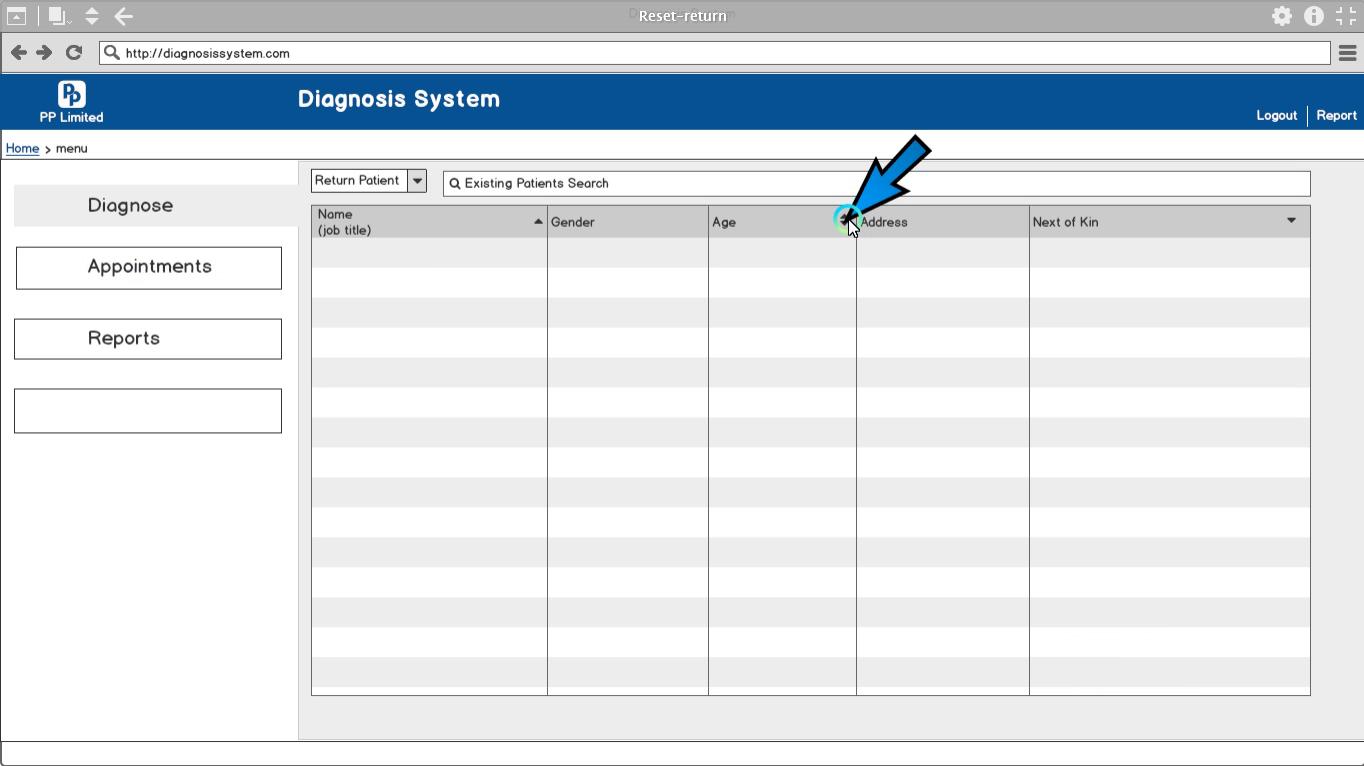 Reset-return
http://diagnosissystem.com
PP
PP Limited
Diagnosis System
Logout
Report
Home > menu
Diagnose
Appointments
Reports
Return Patient
Existing Patients Search
Name
(job title)
Gender
Age
Address
Next of Kin